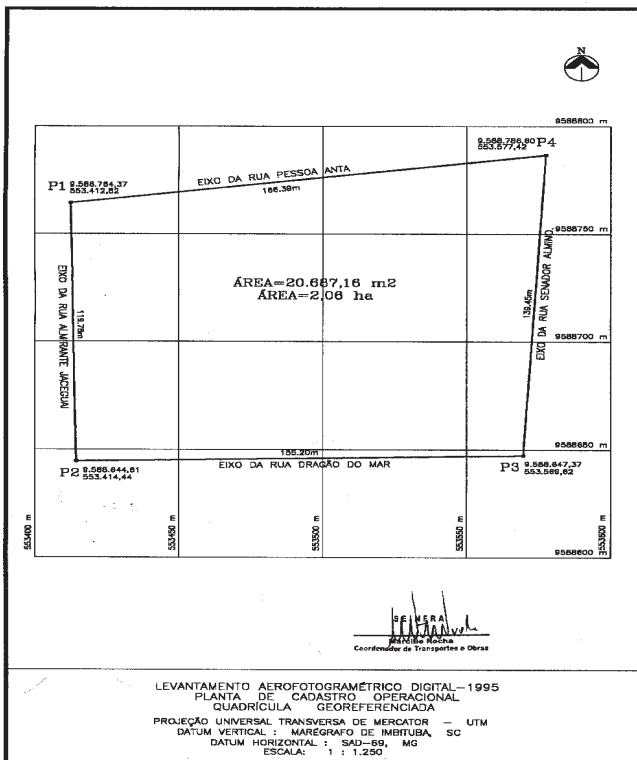 N
9588800 m
9.588.786,60
553.577,42
P4
P1
9.588.764,37
553.412,62
EIXO DA RUA PESSOA ANTA
166.39m
9588750 m
ÁREA=20.687,16 m2
ÁREA=2,06 ha
EIXO DA RUA ALMIRANTE JACEGUAI
119.78m
139.45m
EIXO DA RUA SENADOR ALMINO
9588700 m
9588650 m
155.20m
EIXO DA RUA DRAGÃO DO MAR
P2
9.588.644,61
553.414,44
P3
9.588.647,37
553.569,62
553400 m
553450 m
553500 m
553550 m
553600 m
9588600 m
Marcílio Rocha
Coordenador de Transportes e Obras
LEVANTAMENTO AEROFOTOGRAMÉTRICO DIGITAL-1995
PLANTA DE CADASTRO OPERACIONAL
QUADRÍCULA GEOREFERENCIADA
PROJEÇÃO UNIVERSAL TRANSVERSA DE MERCATOR — UTM
DATUM VERTICAL : MARÉGRAFO DE IMBITUBA, SC
DATUM HORIZONTAL : SAD-69, MG
ESCALA: 1 : 1.250